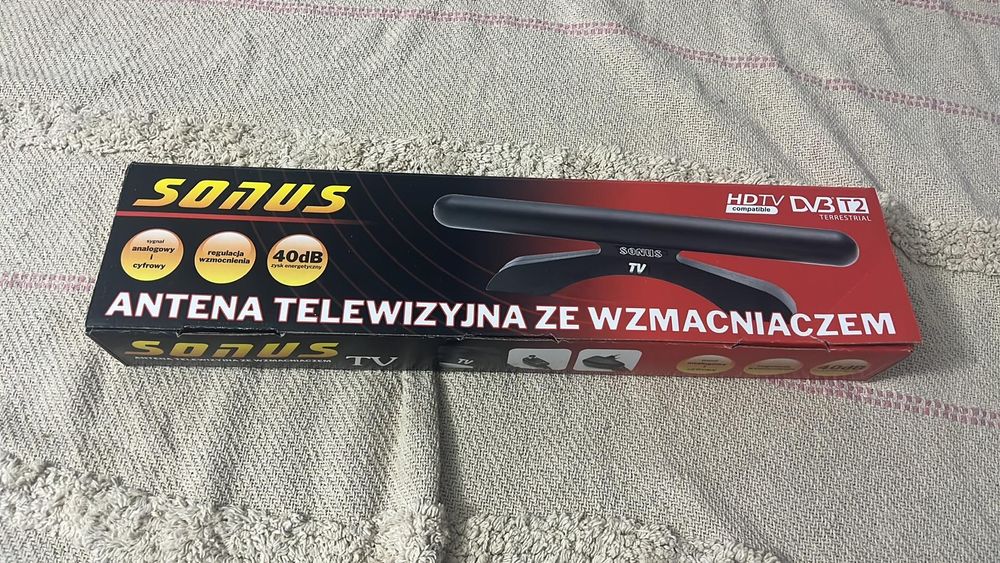 SONUS
HDTV
compatible
DVB T2
TERRESTRIAL
sygnał
analogowy
i
cyfrowy
regulacja
wzmocnienia
40dB
zysk energetyczny
SONUS
TV
ANTENA TELEWIZYJNA ZE WZMACNIACZEM
SONUS
ANTENA TELEWIZYJNA ZE WZMACNIACZEM
TV
TV
40dB